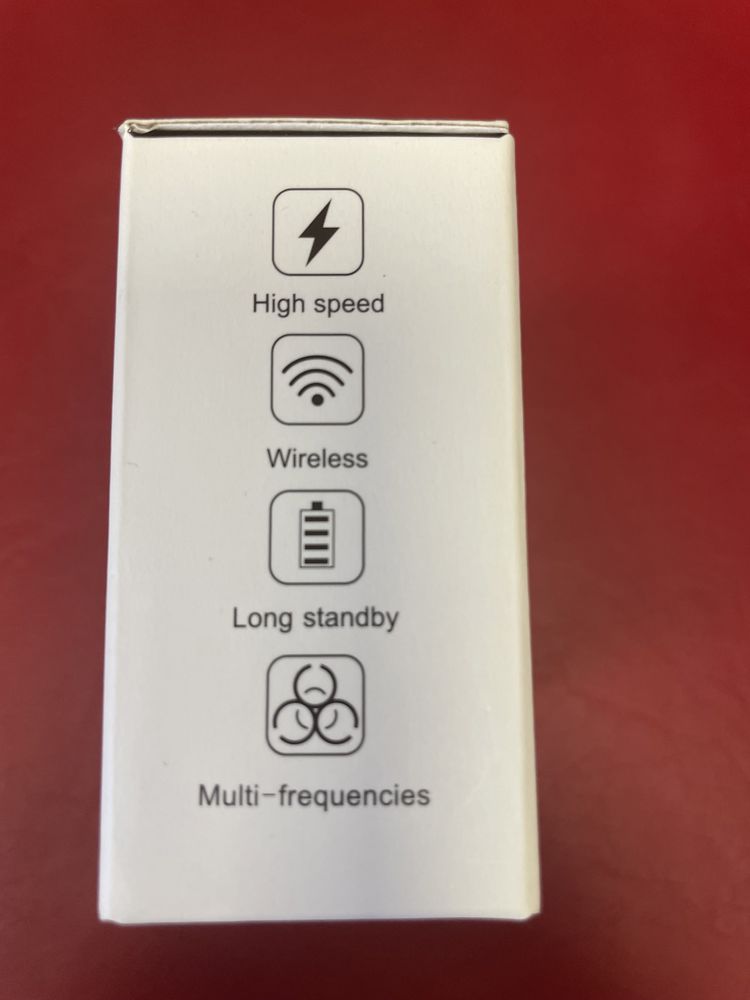 High speed
Wireless
Long standby
Multi-frequencies